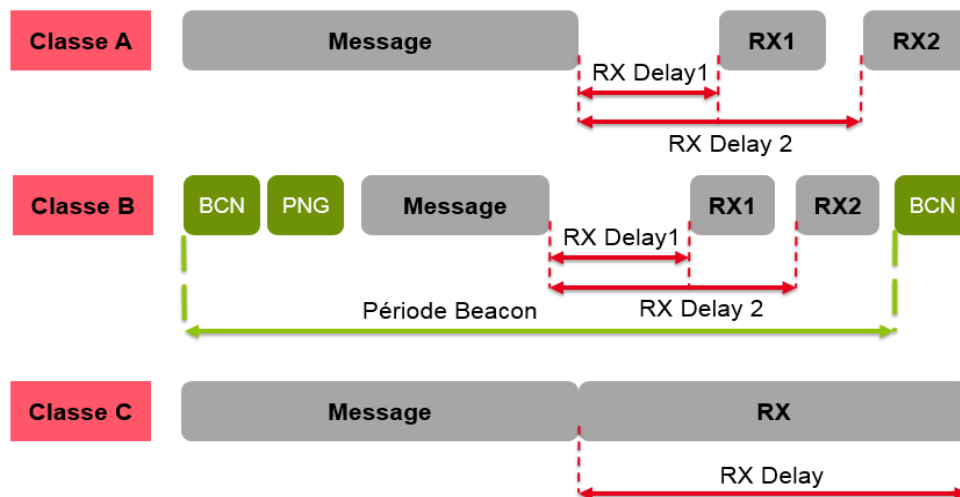 Classe A
Message
RX1
RX2
RX Delay1
RX Delay 2
Classe B
BCN
PNG
Message
RX1
RX2
BCN
RX Delay1
RX Delay 2
Période Beacon
Classe C
Message
RX
RX Delay